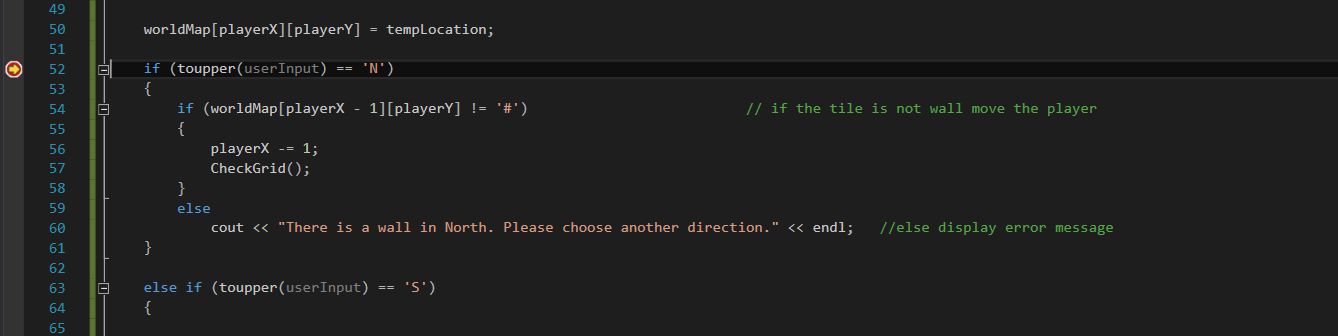 49
50 worldMap[playerX][playerY] = tempLocation;
51
52 if (toupper(userInput) == 'N')
53 {
54 if (worldMap[playerX - 1][playerY] != '#') // if the tile is not wall move the player
55 {
56 playerX -= 1;
57 CheckGrid();
58 }
59 else
60 cout << "There is a wall in North. Please choose another direction." << endl; //else display error message
61 }
62
63 else if (toupper(userInput) == 'S')
64 {
65